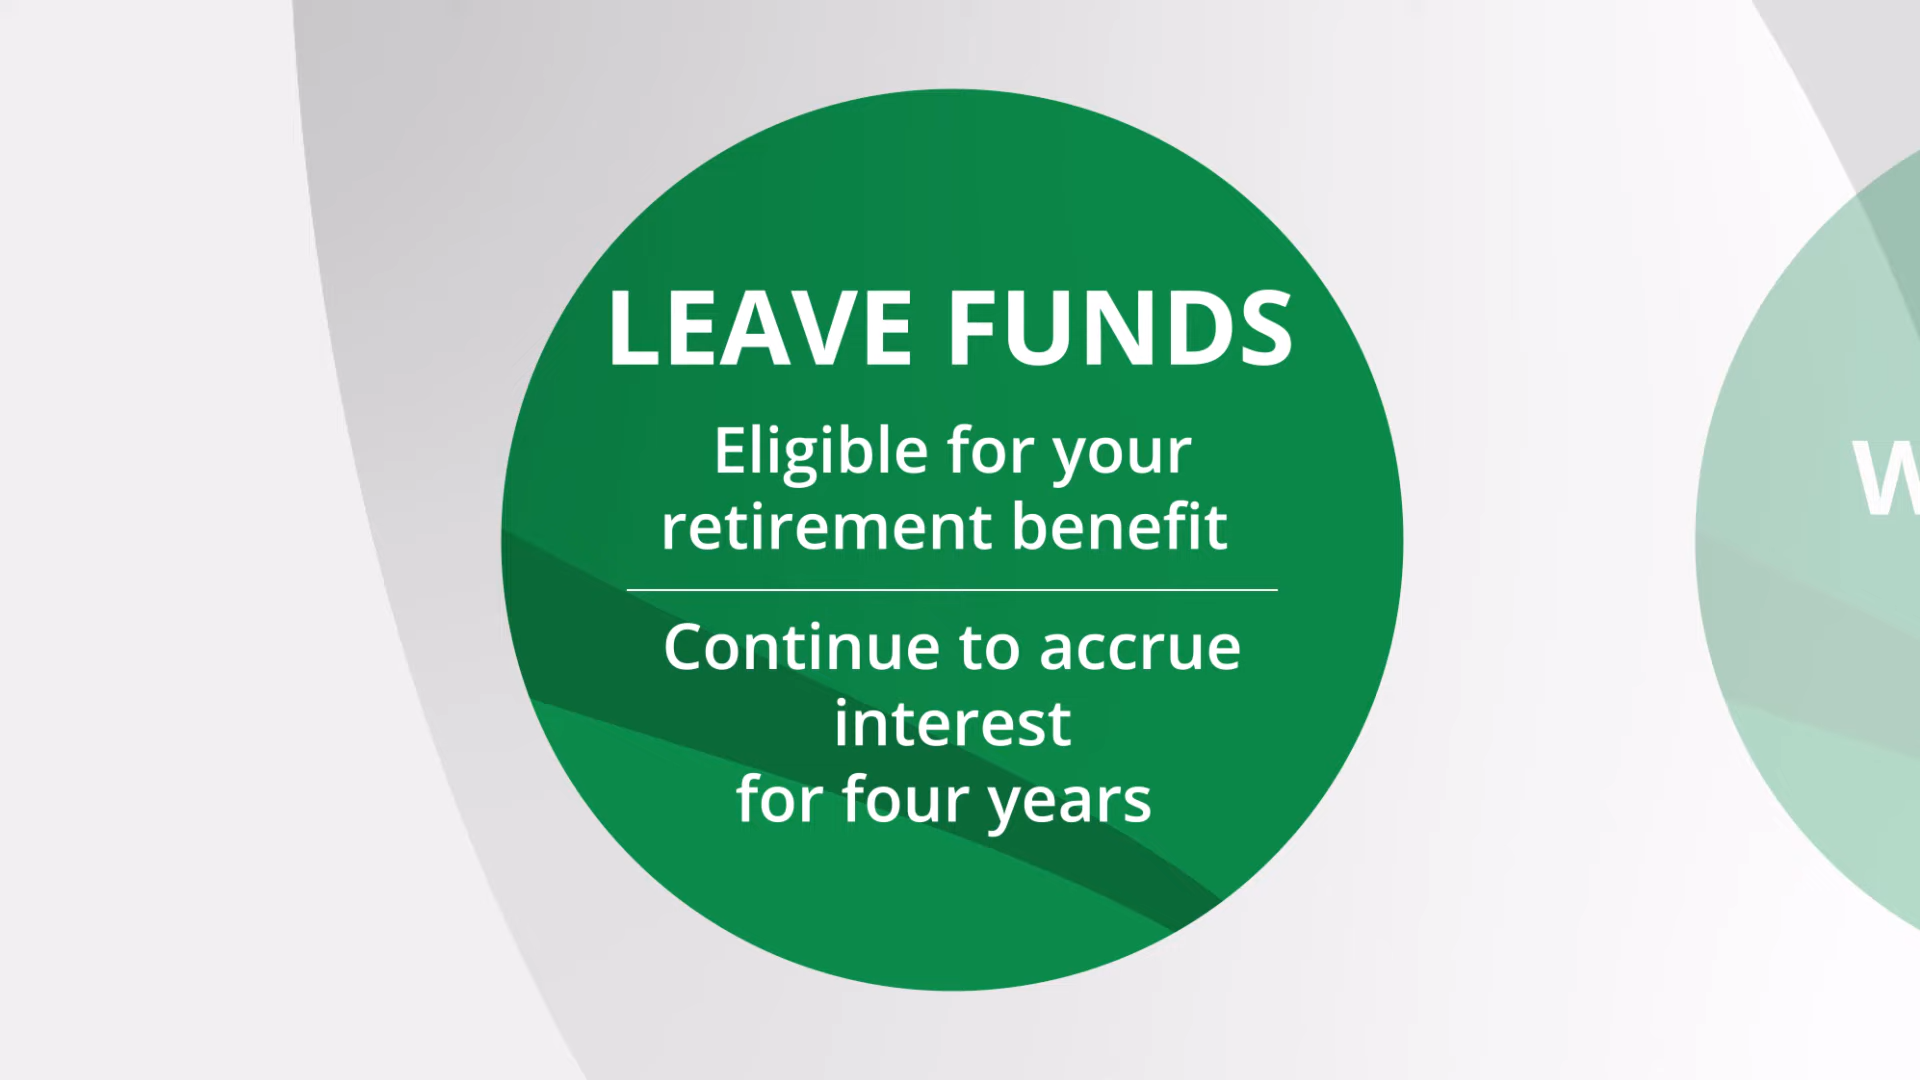 LEAVE FUNDS
Eligible for your
retirement benefit
Continue to accrue
interest
for four years